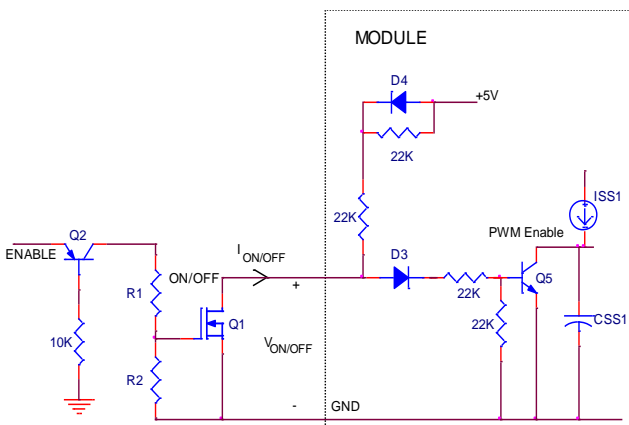 MODULE
D4
+5V
22K
ISS1
22K
PWM Enable
Q2
ENABLE
I ON/OFF
D3
ON/OFF
Q5
22K
R1
+
22K
CSS1
Q1
10K
V ON/OFF
R2
-
GND